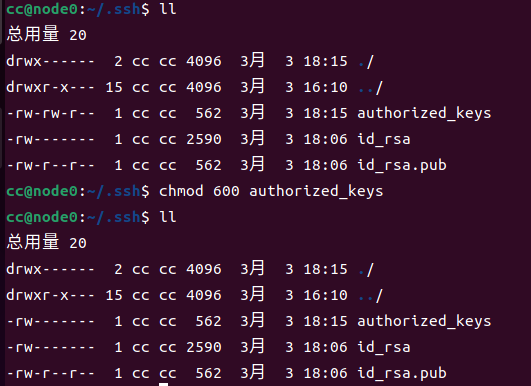 cc@node0:~/.ssh$ ll
总用量 20
drwx------  2 cc cc 4096  3月  3 18:15 ./
drwxr-x--- 15 cc cc 4096  3月  3 16:10 ../
-rw-rw-r--  1 cc cc  562  3月  3 18:15 authorized_keys
-rw-------  1 cc cc 2590  3月  3 18:06 id_rsa
-rw-r--r--  1 cc cc  562  3月  3 18:06 id_rsa.pub
cc@node0:~/.ssh$ chmod 600 authorized_keys
cc@node0:~/.ssh$ ll
总用量 20
drwx------  2 cc cc 4096  3月  3 18:15 ./
drwxr-x--- 15 cc cc 4096  3月  3 16:10 ../
-rw-------  1 cc cc  562  3月  3 18:15 authorized_keys
-rw-------  1 cc cc 2590  3月  3 18:06 id_rsa
-rw-r--r--  1 cc cc  562  3月  3 18:06 id_rsa.pub